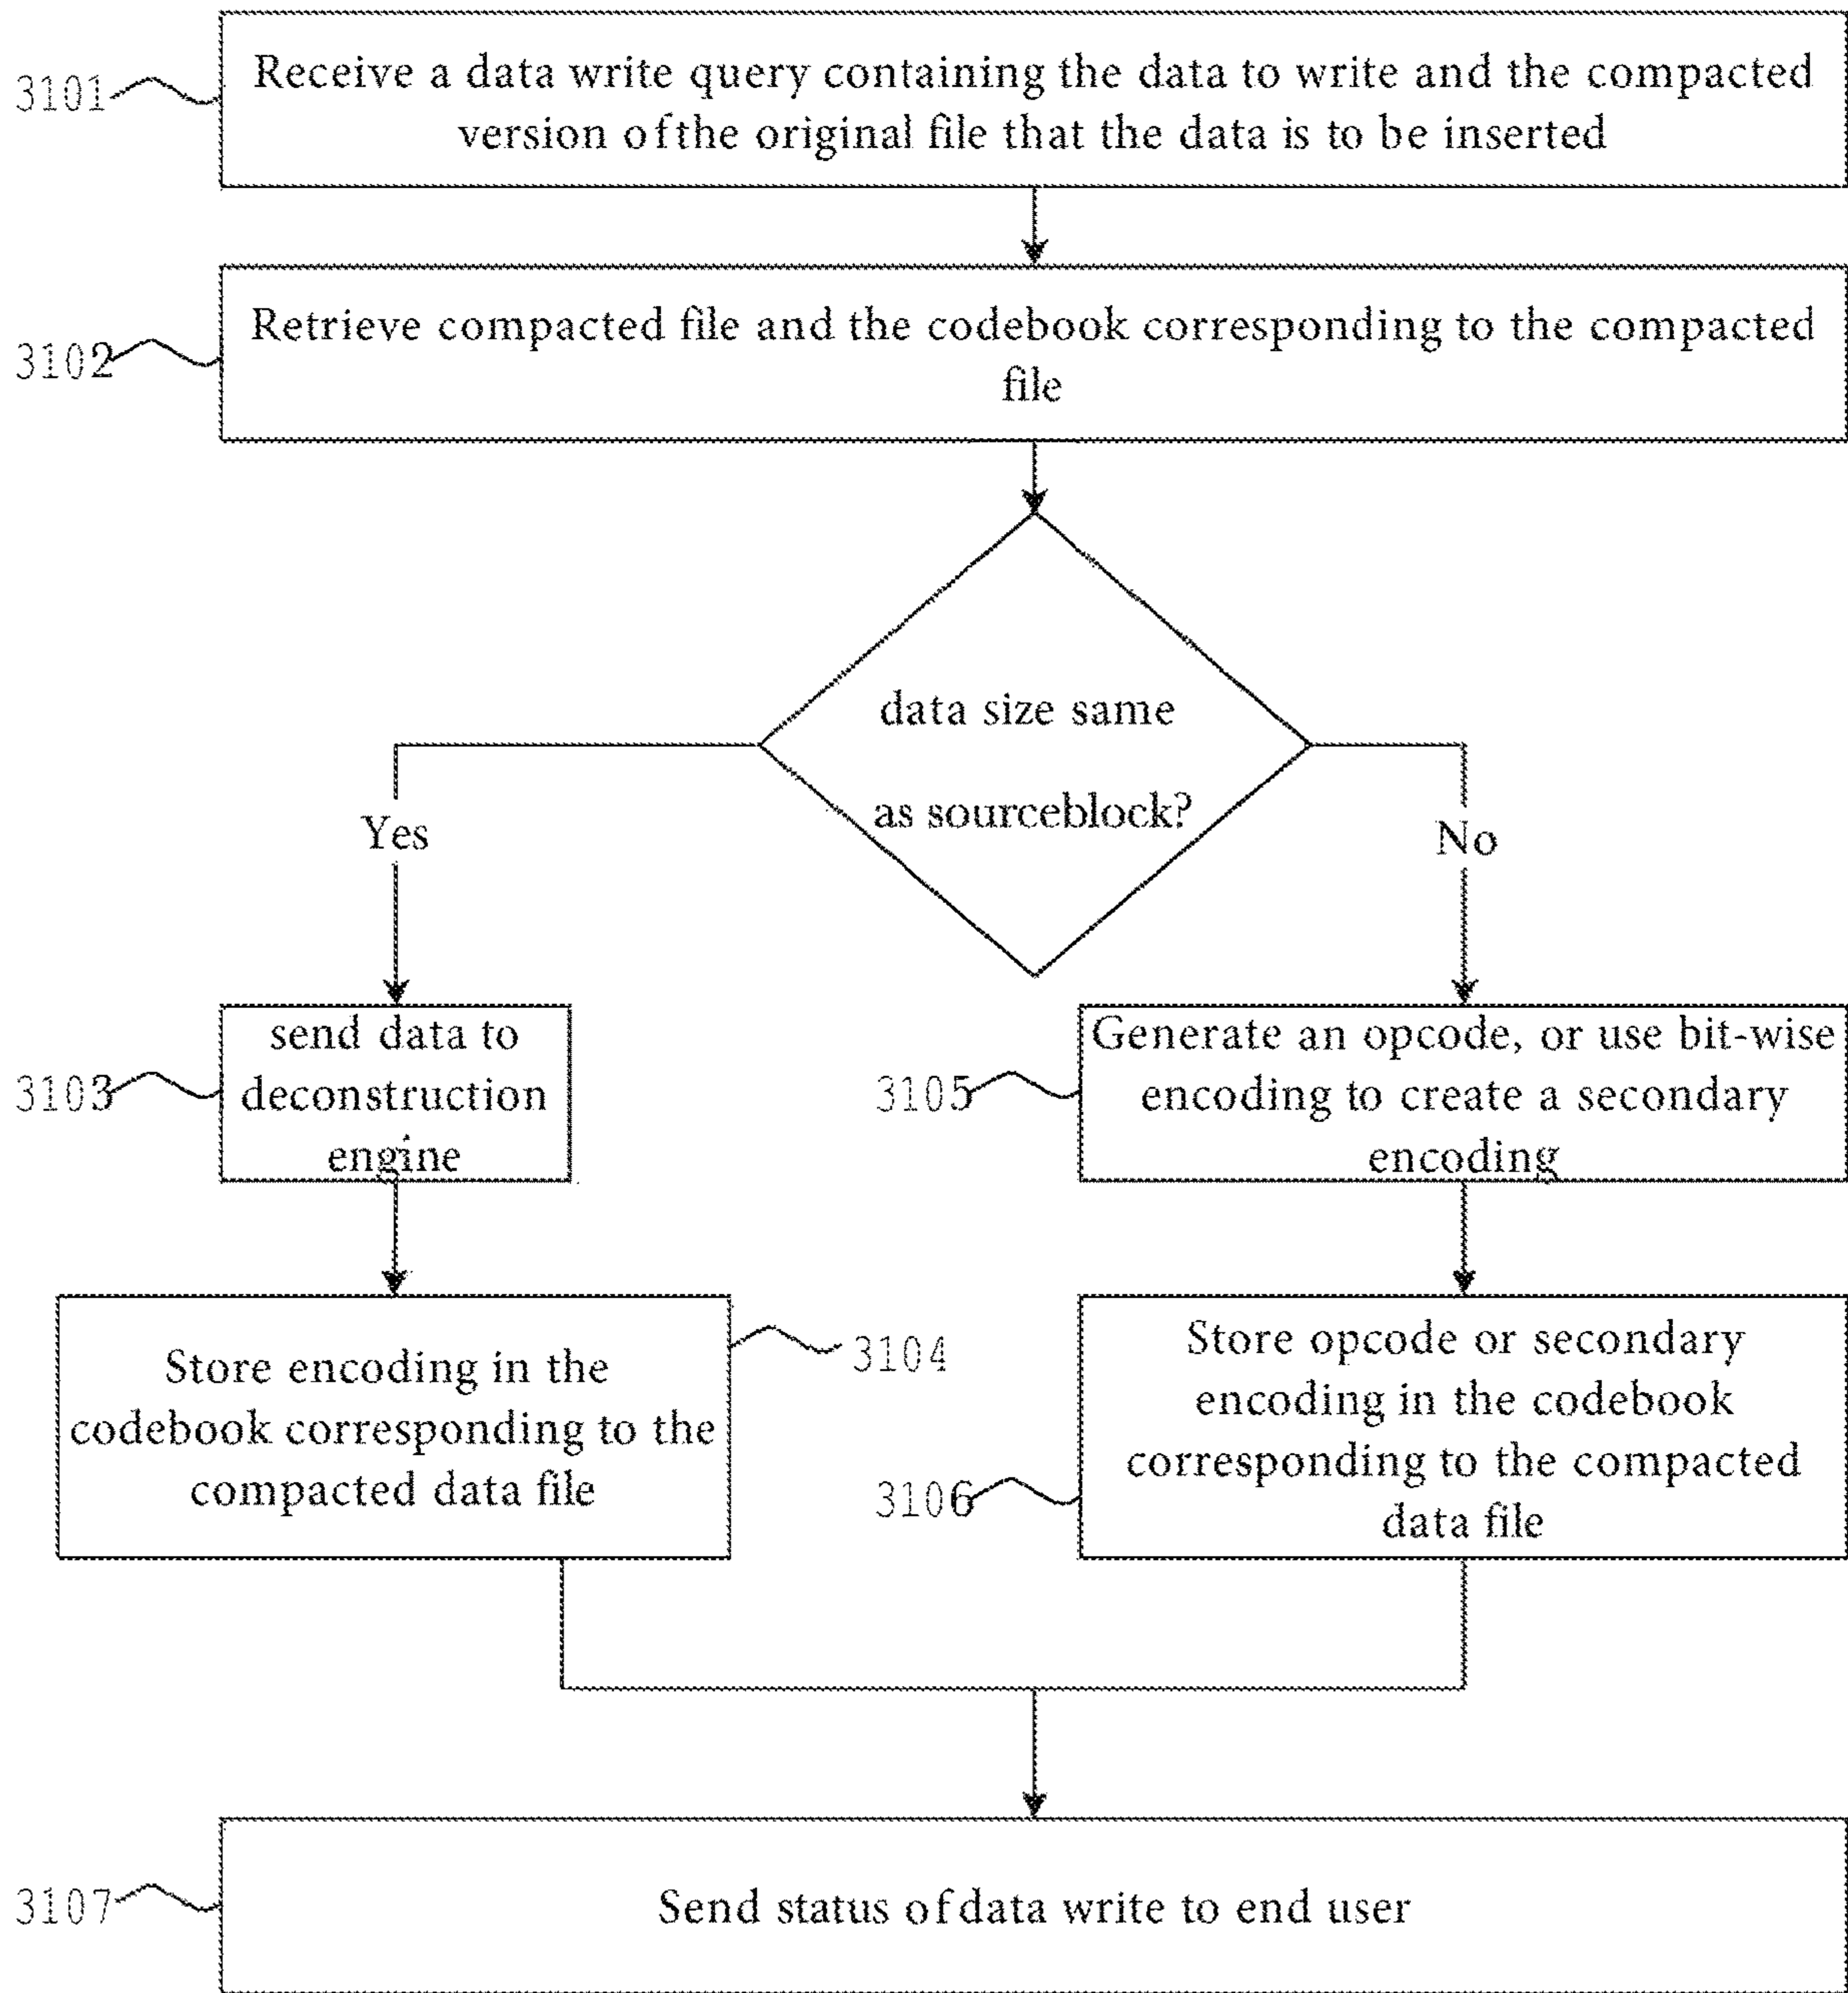 3101
Receive a data write query containing the data to write and the compacted
version of the original file that the data is to be inserted
3102
Retrieve compacted file and the codebook corresponding to the compacted
file
data size same
as sourceblock?
Yes
No
3103
send data to
deconstruction
engine
3105
Generate an opcode, or use bit-wise
encoding to create a secondary
encoding
Store encoding in the
codebook corresponding to the
compacted data file
3104
Store opcode or secondary
encoding in the codebook
corresponding to the compacted
data file
3106
3107
Send status of data write to end user